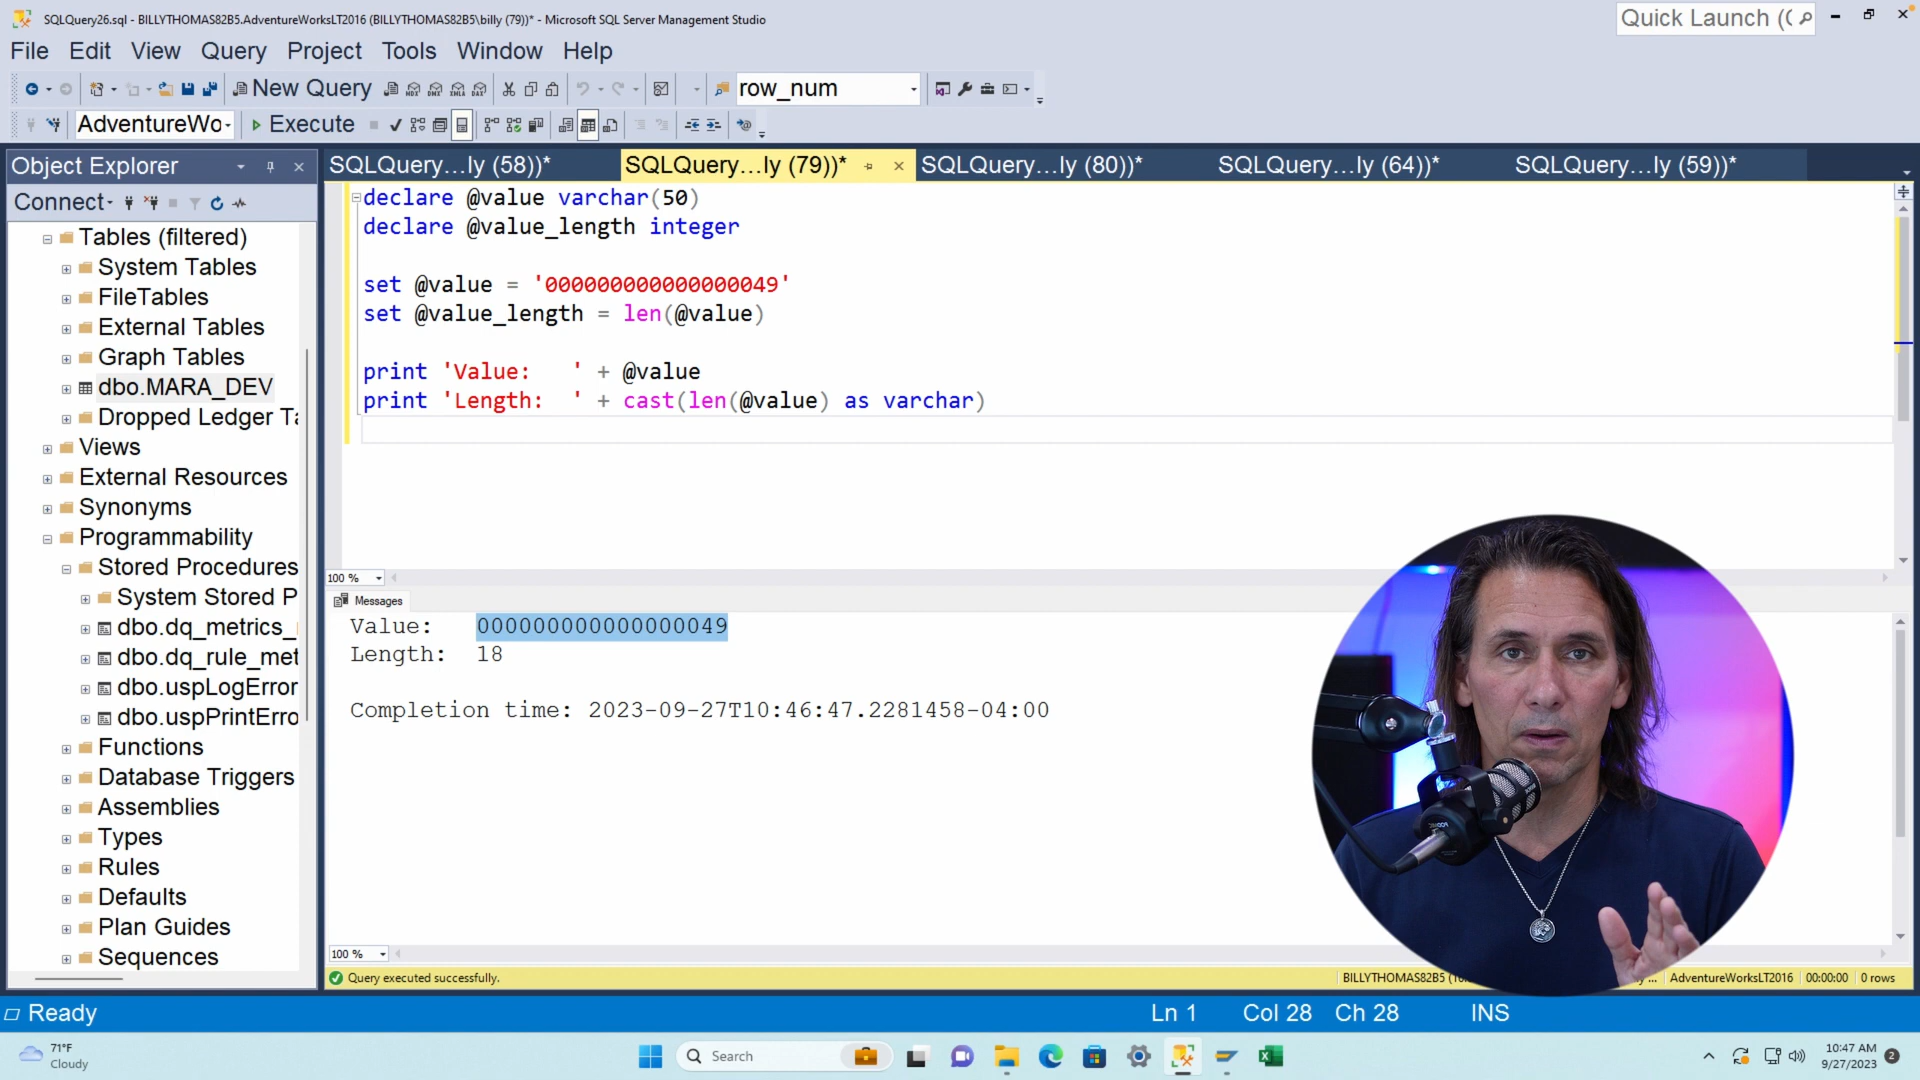 SQLQuery26.sql - BILLYTHOMAS82B5.AdventureWorksLT2016 (BILLYTHOMAS82B5\billy (79))* - Microsoft SQL Server Management Studio
Quick Launch (
File Edit View Query Project Tools Window Help
New Query
row_num
AdventureWo
Execute
Object Explorer
SQLQuery...ly (58))*
SQLQuery...ly (79))*
SQLQuery...ly (80))*
SQLQuery...ly (64))*
SQLQuery...ly (59))*
Connect
Tables (filtered)
System Tables
FileTables
External Tables
Graph Tables
dbo.MARA_DEV
Dropped Ledger Ta
Views
External Resources
Synonyms
Programmability
Stored Procedures
System Stored P
dbo.dq_metrics_
dbo.dq_rule_met
dbo.uspLogError
dbo.uspPrintErro
Functions
Database Triggers
Assemblies
Types
Rules
Defaults
Plan Guides
Sequences
declare @value varchar(50)
declare @value_length integer
set @value = '000000000000000049'
set @value_length = len(@value)
print 'Value:   ' + @value
print 'Length:  ' + cast(len(@value) as varchar)
100 %
Messages
Value:   000000000000000049
Length:  18
Completion time: 2023-09-27T10:46:47.2281458-04:00
100 %
Query executed successfully.
BILLYTHOMAS82B5
AdventureWorksLT2016
00:00:00
0 rows
Ready
Ln 1
Col 28
Ch 28
INS
71°F
Cloudy
Search
10:47 AM
9/27/2023
2